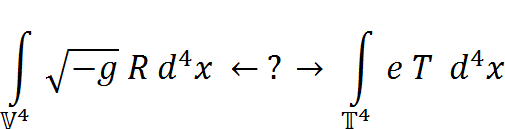 ∫_{𝕍⁴} √−g R d⁴x ← ? → ∫_{𝕋⁴} e T d⁴x